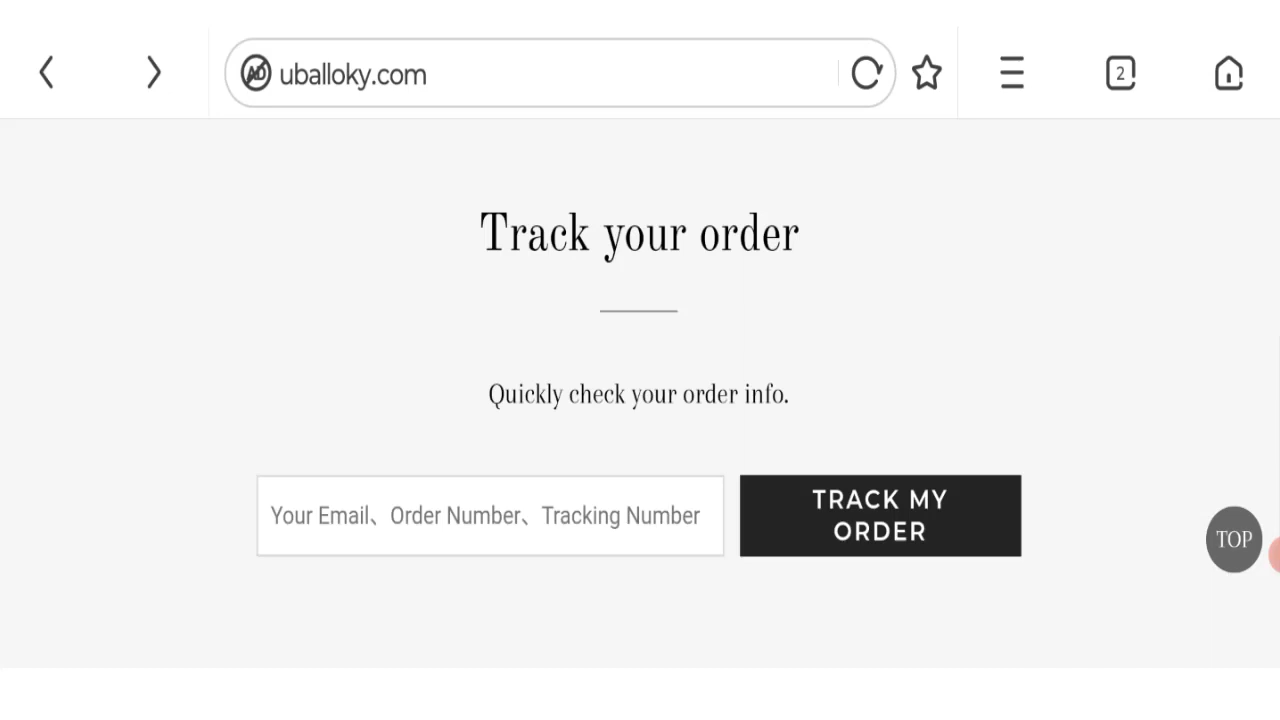 AD
uballoky.com
2
Track your order
Quickly check your order info.
Your Email、Order Number、Tracking Number
TRACK MY
ORDER
TOP